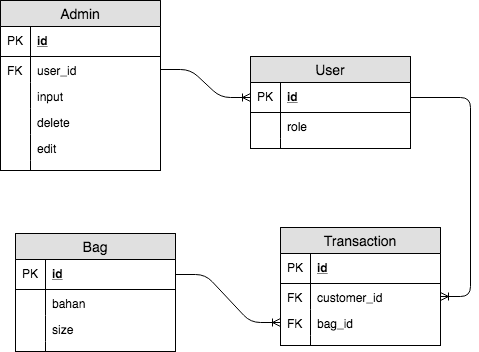 Admin
PK id
FK user_id
input
delete
edit
User
PK id
role
Bag
PK id
bahan
size
Transaction
PK id
FK customer_id
FK bag_id